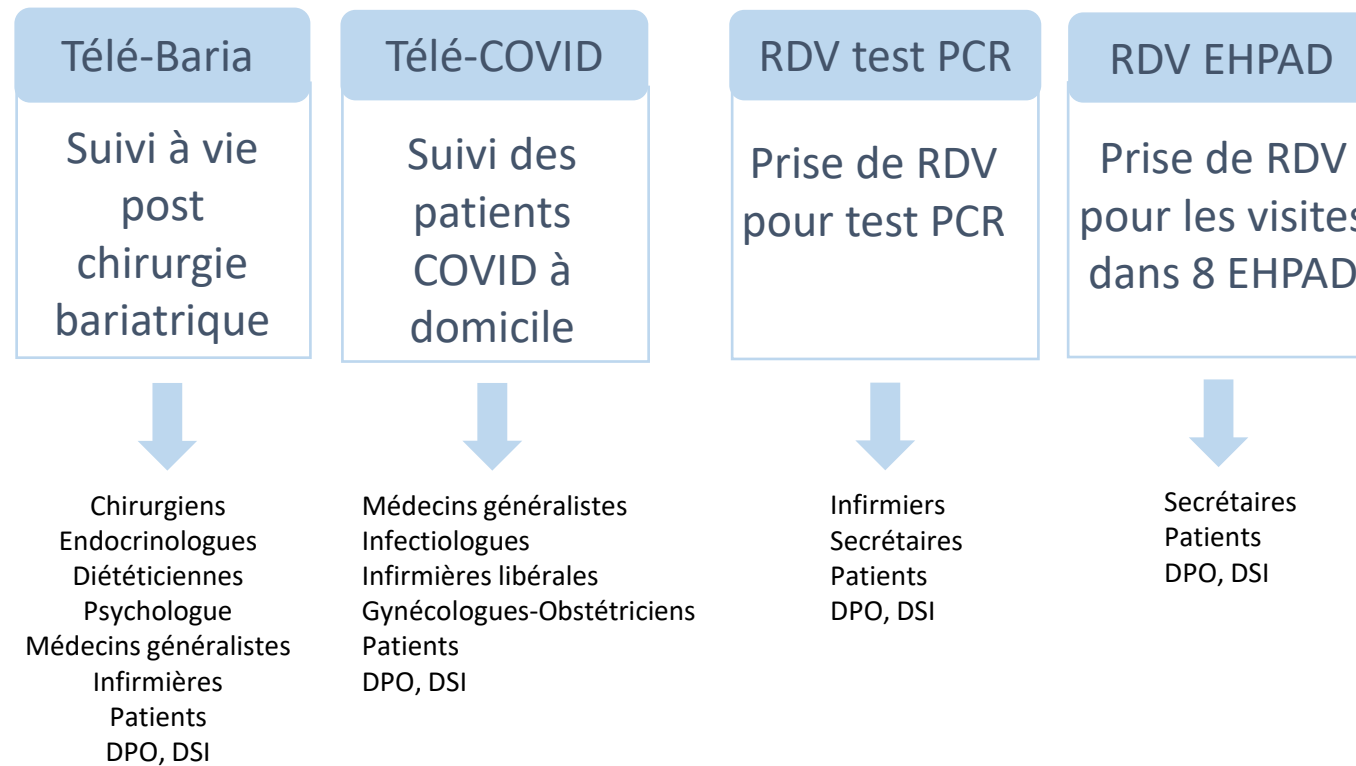 Télé-Baria
Suivi à vie
post
chirurgie
bariatrique
Chirurgiens
Endocrinologues
Diététiciennes
Psychologue
Médecins généralistes
Infirmières
Patients
DPO, DSI
Télé-COVID
Suivi des
patients
COVID à
domicile
Médecins généralistes
Infectiologues
Infirmières libérales
Gynécologues-Obstétriciens
Patients
DPO, DSI
RDV test PCR
Prise de RDV
pour test PCR
Infirmiers
Secrétaires
Patients
DPO, DSI
RDV EHPAD
Prise de RDV
pour les visites
dans 8 EHPAD
Secrétaires
Patients
DPO, DSI